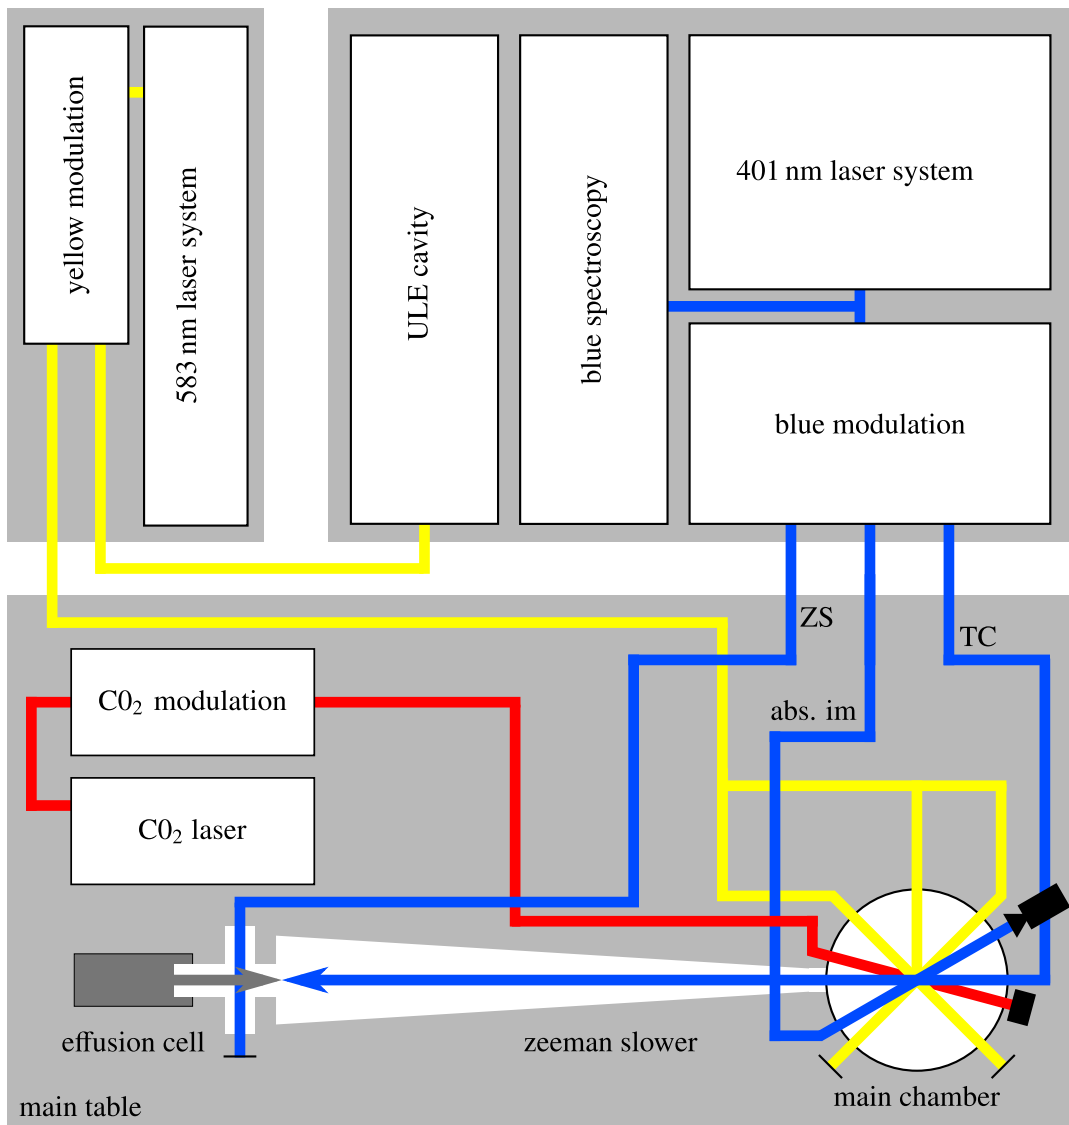 yellow modulation
583 nm laser system
ULE cavity
blue spectroscopy
401 nm laser system
blue modulation
ZS
TC
C0₂ modulation
abs. im
C0₂ laser
effusion cell
zeeman slower
main chamber
main table